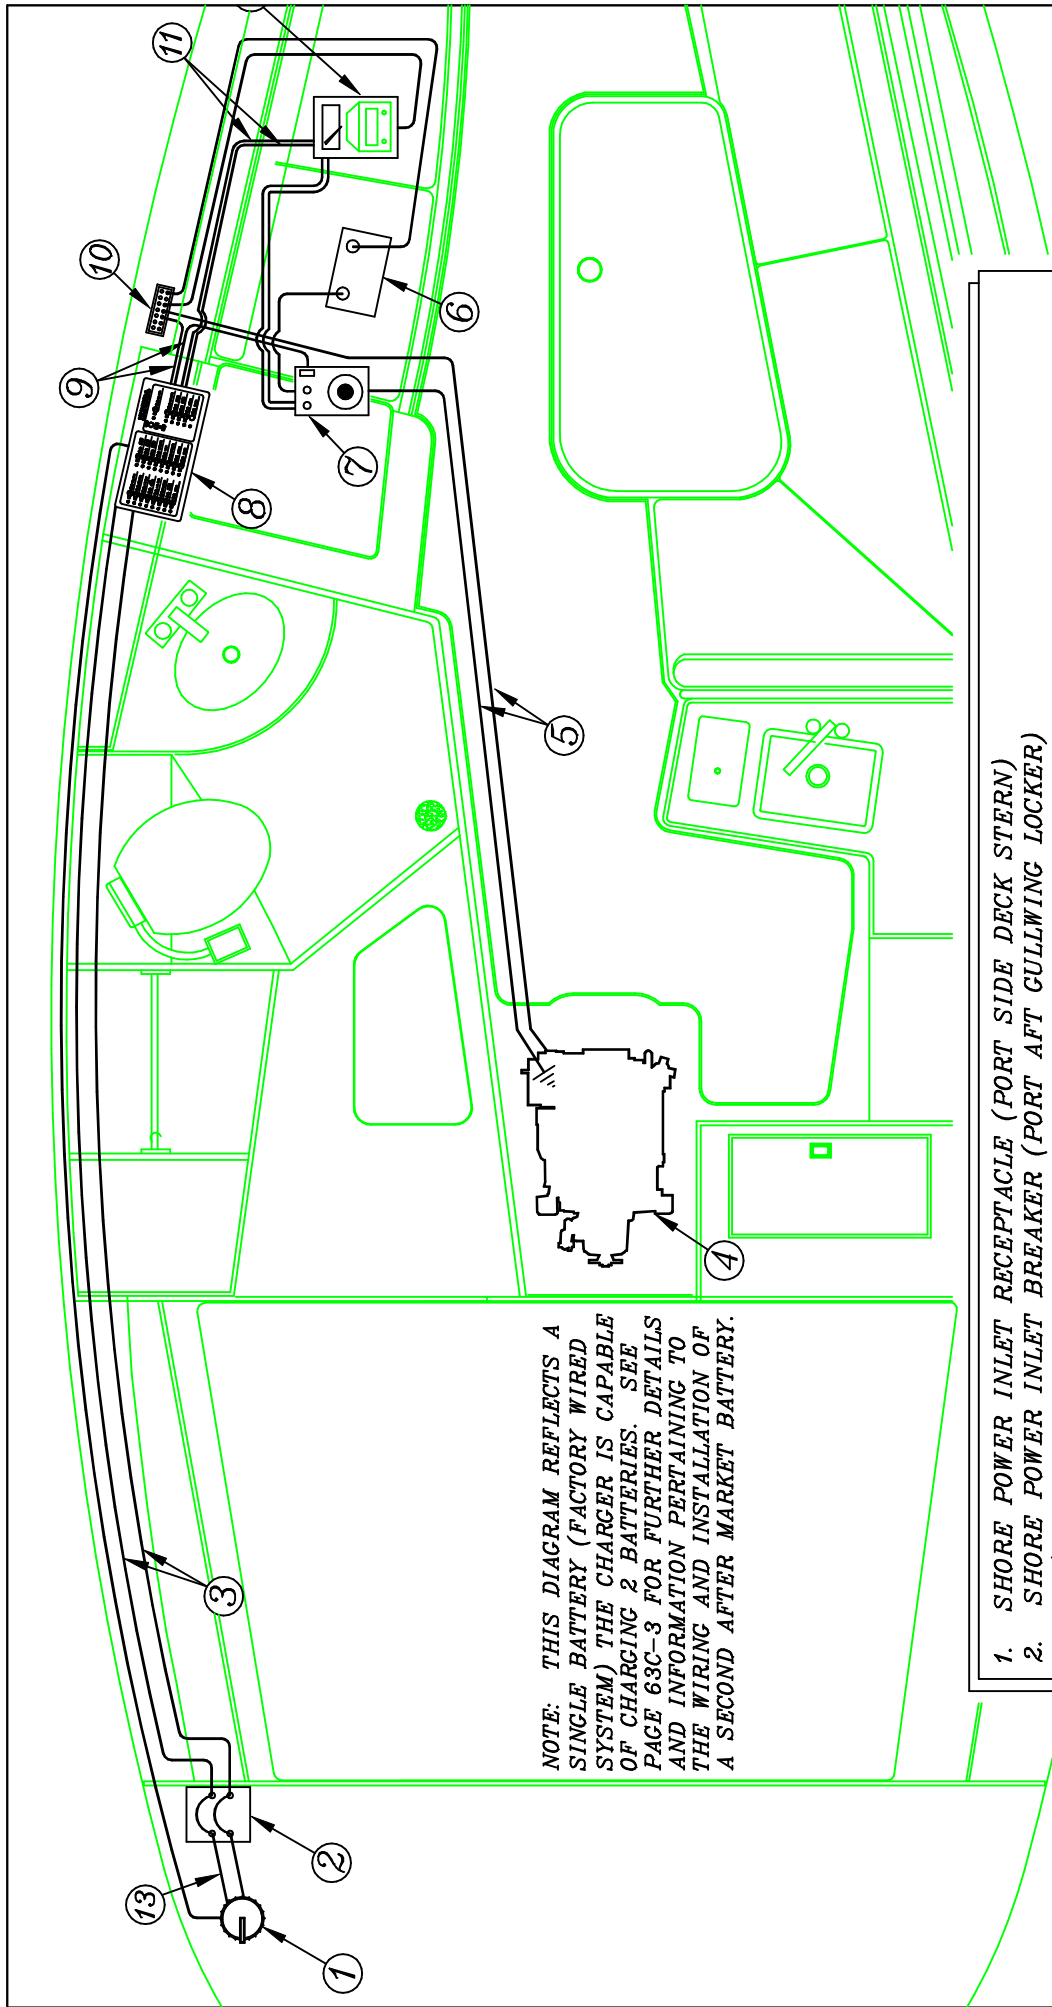 11
10
9
8
7
6
5
4
3
13
2
1
NOTE: THIS DIAGRAM REFLECTS A
SINGLE BATTERY (FACTORY WIRED
SYSTEM) THE CHARGER IS CAPABLE
OF CHARGING 2 BATTERIES. SEE
PAGE 63C-3 FOR FURTHER DETAILS
AND INFORMATION PERTAINING TO
THE WIRING AND INSTALLATION OF
A SECOND AFTER MARKET BATTERY.
1. SHORE POWER INLET RECEPTACLE (PORT SIDE DECK STERN)
2. SHORE POWER INLET BREAKER (PORT AFT GULLWING LOCKER)